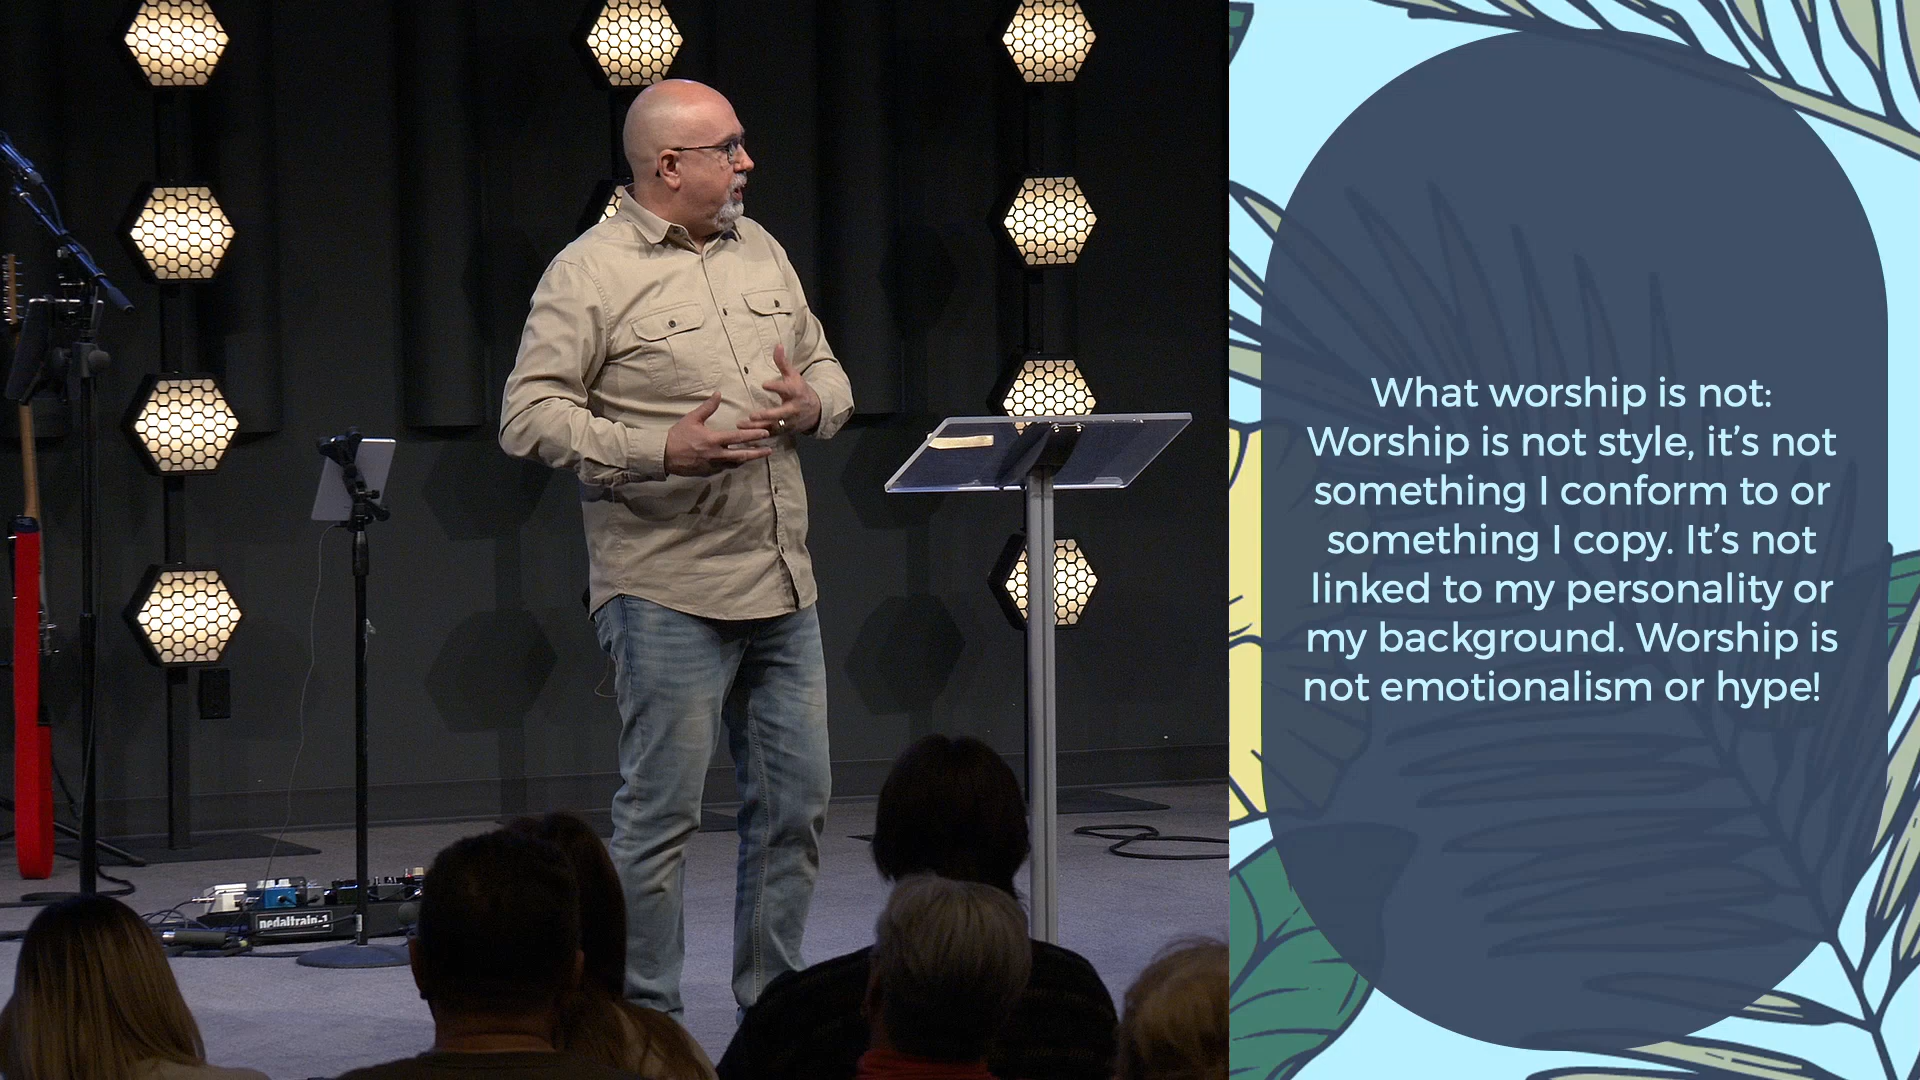 What worship is not:
Worship is not style, it's not
something I conform to or
something I copy. It's not
linked to my personality or
my background. Worship is
not emotionalism or hype!
pedaltrain-1